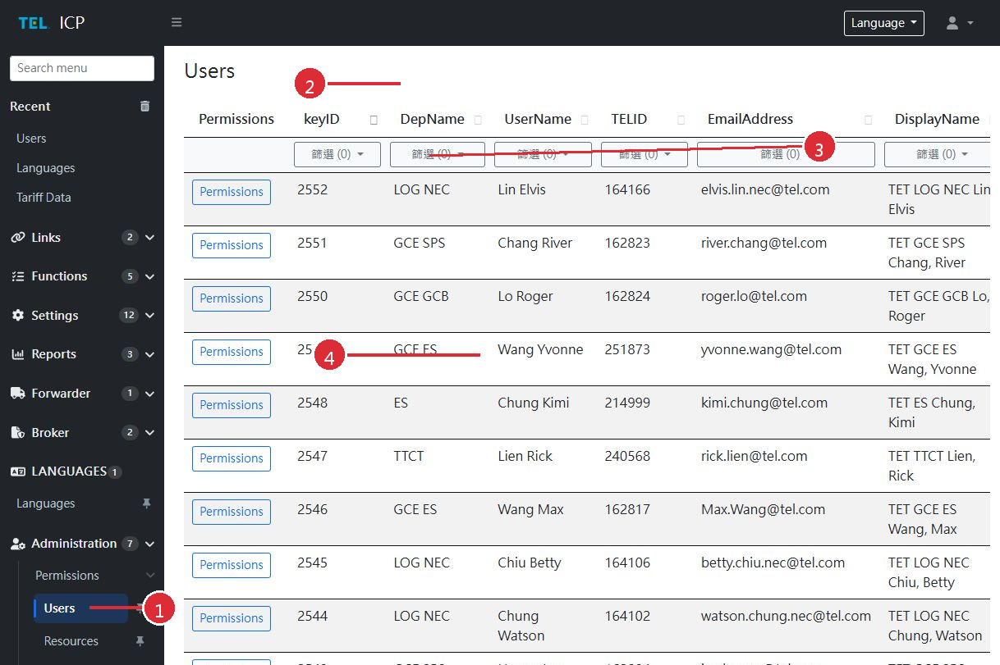 TEL ICP
Language
Search menu
Users
2
Recent
Permissions keyID DepName UserName TELID EmailAddress DisplayName
Users
篩選 (0) 篩選 (0) 篩選 (0) 篩選 (0) 篩選 (0) 篩選 (0)
3
Languages
Permissions 2552 LOG NEC Lin Elvis 164166 elvis.lin.nec@tel.com TET LOG NEC Lin
Elvis
Tariff Data
Links 2
Permissions 2551 GCE SPS Chang River 162823 river.chang@tel.com TET GCE SPS
Chang, River
Functions 5
Permissions 2550 GCE GCB Lo Roger 162824 roger.lo@tel.com TET GCE GCB Lo,
Roger
Settings 12
Permissions 25 4 GCE ES Wang Yvonne 251873 yvonne.wang@tel.com TET GCE ES
Wang, Yvonne
Reports 3
Forwarder 1
Permissions 2548 ES Chung Kimi 214999 kimi.chung@tel.com TET ES Chung,
Kimi
Broker 2
Permissions 2547 TTCT Lien Rick 240568 rick.lien@tel.com TET TTCT Lien,
Rick
LANGUAGES 1
Languages
Permissions 2546 GCE ES Wang Max 162817 Max.Wang@tel.com TET GCE ES
Wang, Max
Administration 7
Permissions
Permissions 2545 LOG NEC Chiu Betty 164106 betty.chiu.nec@tel.com TET LOG NEC
Chiu, Betty
Users 1
Permissions 2544 LOG NEC Chung 164102 watson.chung.nec@tel.com TET LOG NEC
Watson Chung, Watson
Resources